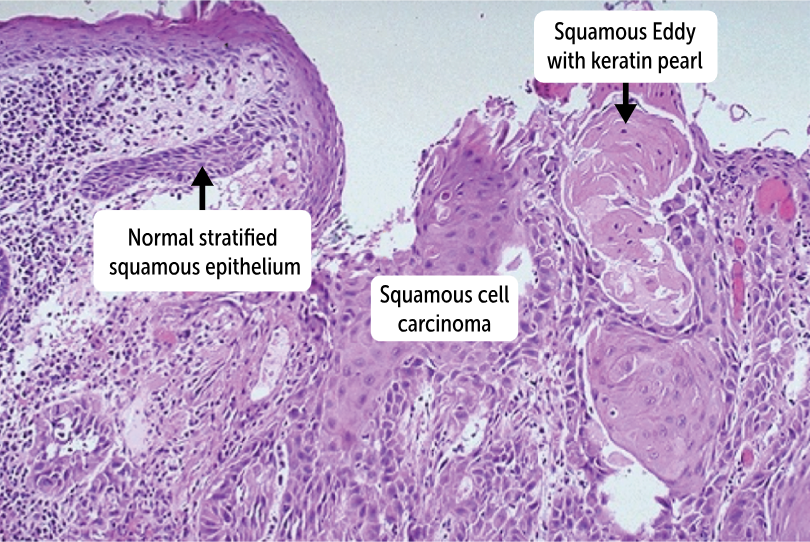 Squamous Eddy
with keratin pearl
Normal stratified
squamous epithelium
Squamous cell
carcinoma